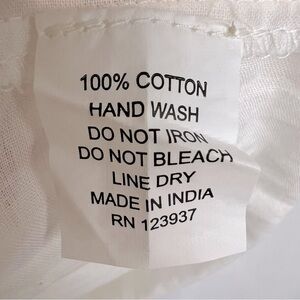 100% COTTON
HAND WASH
DO NOT IRON
DO NOT BLEACH
LINE DRY
MADE IN INDIA
RN 123937